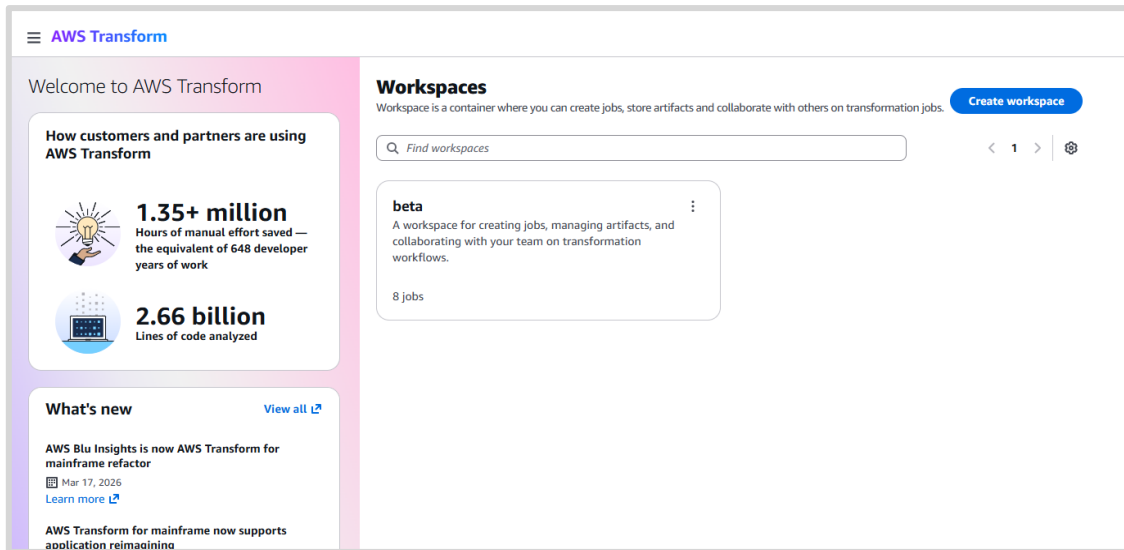 AWS Transform
Welcome to AWS Transform
How customers and partners are using
AWS Transform
1.35+ million
Hours of manual effort saved —
the equivalent of 648 developer
years of work
2.66 billion
Lines of code analyzed
What's new
View all
AWS Blu Insights is now AWS Transform for
mainframe refactor
Mar 17, 2026
Learn more
AWS Transform for mainframe now supports
application reimagining
Workspaces
Workspace is a container where you can create jobs, store artifacts and collaborate with others on transformation jobs.
Create workspace
Find workspaces
1
beta
A workspace for creating jobs, managing artifacts, and
collaborating with your team on transformation
workflows.
8 jobs